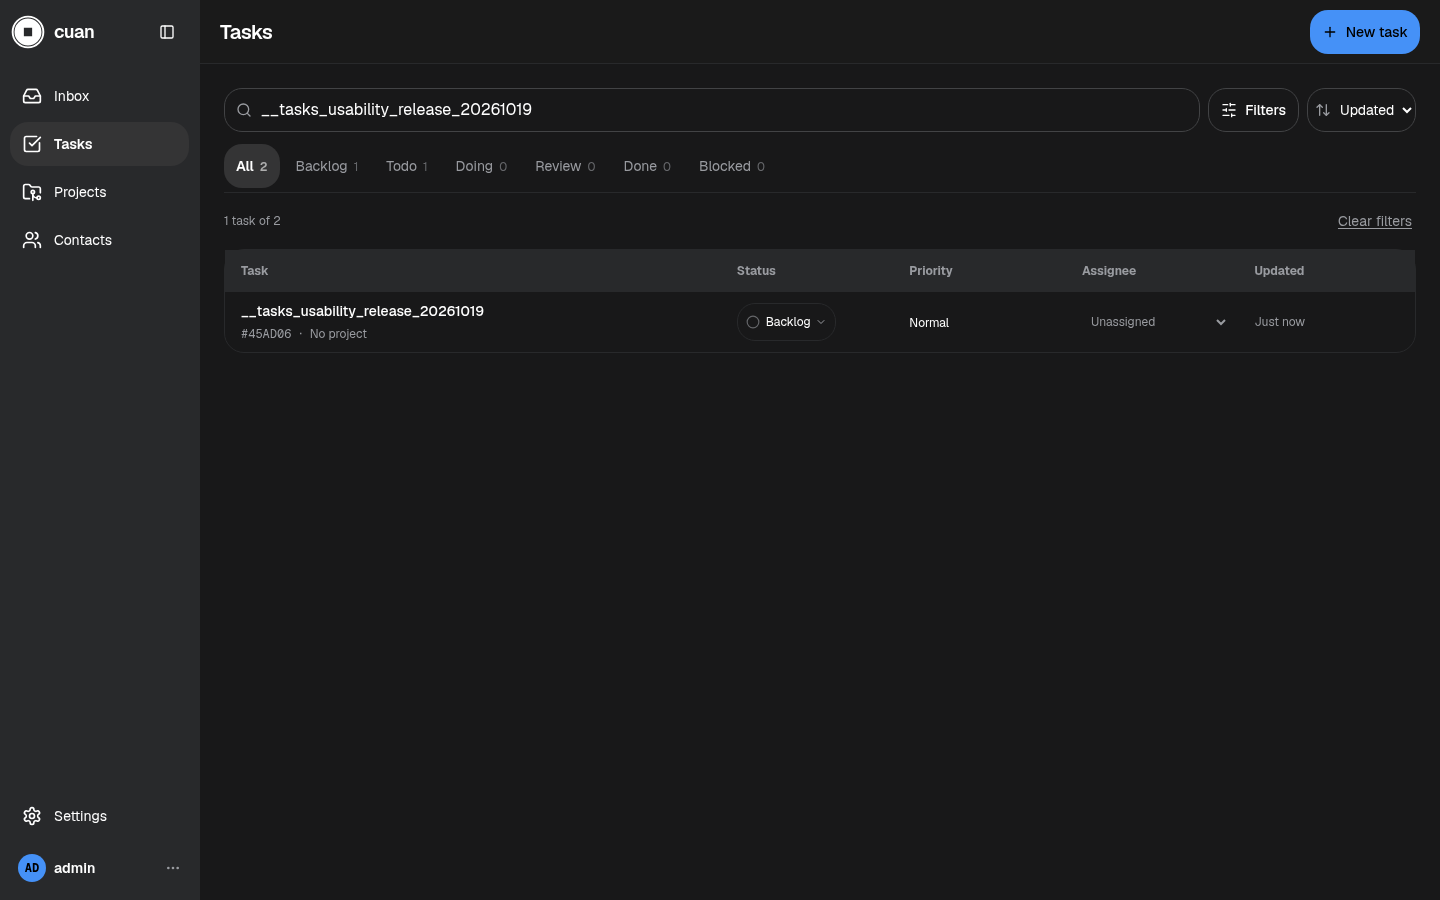 cuan
Tasks
New task
Inbox
Tasks
Projects
Contacts
__tasks_usability_release_20261019
Filters
Updated
All 2
Backlog 1
Todo 1
Doing 0
Review 0
Done 0
Blocked 0
1 task of 2
Clear filters
Task Status Priority Assignee Updated
__tasks_usability_release_20261019
#45AD06 · No project
Backlog
Normal
Unassigned
Just now
Settings
AD admin